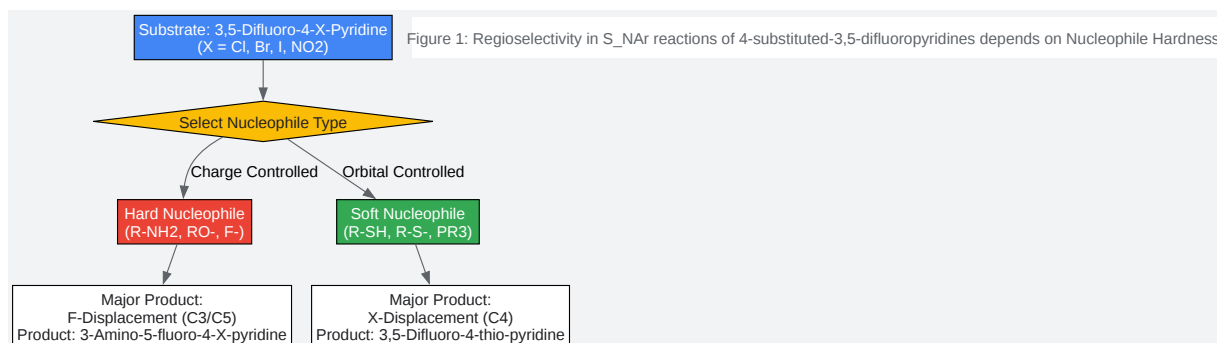 Substrate: 3,5-Difluoro-4-X-Pyridine
(X = Cl, Br, I, NO2)
Figure 1: Regioselectivity in S_NAr reactions of 4-substituted-3,5-difluoropyridines depends on Nucleophile Hardness
Select Nucleophile Type
Charge Controlled
Orbital Controlled
Hard Nucleophile
(R-NH2, RO-, F-)
Soft Nucleophile
(R-SH, R-S-, PR3)
Major Product:
F-Displacement (C3/C5)
Product: 3-Amino-5-fluoro-4-X-pyridine
Major Product:
X-Displacement (C4)
Product: 3,5-Difluoro-4-thio-pyridine